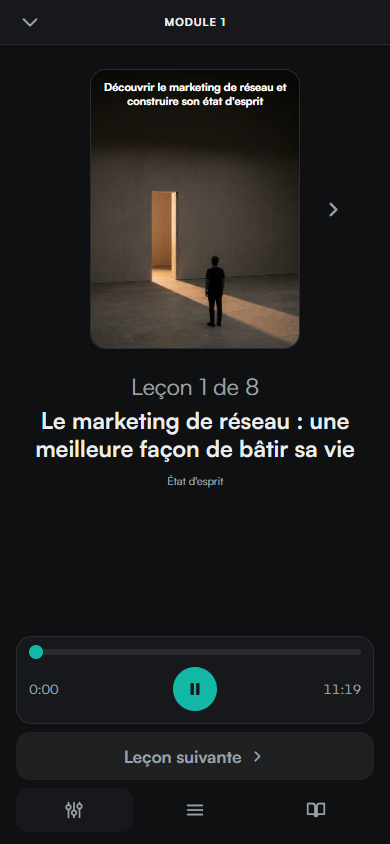 MODULE 1
Découvrir le marketing de réseau et
construire son état d'esprit
Leçon 1 de 8
Le marketing de réseau : une
meilleure façon de bâtir sa vie
État d'esprit
0:00
11:19
Leçon suivante